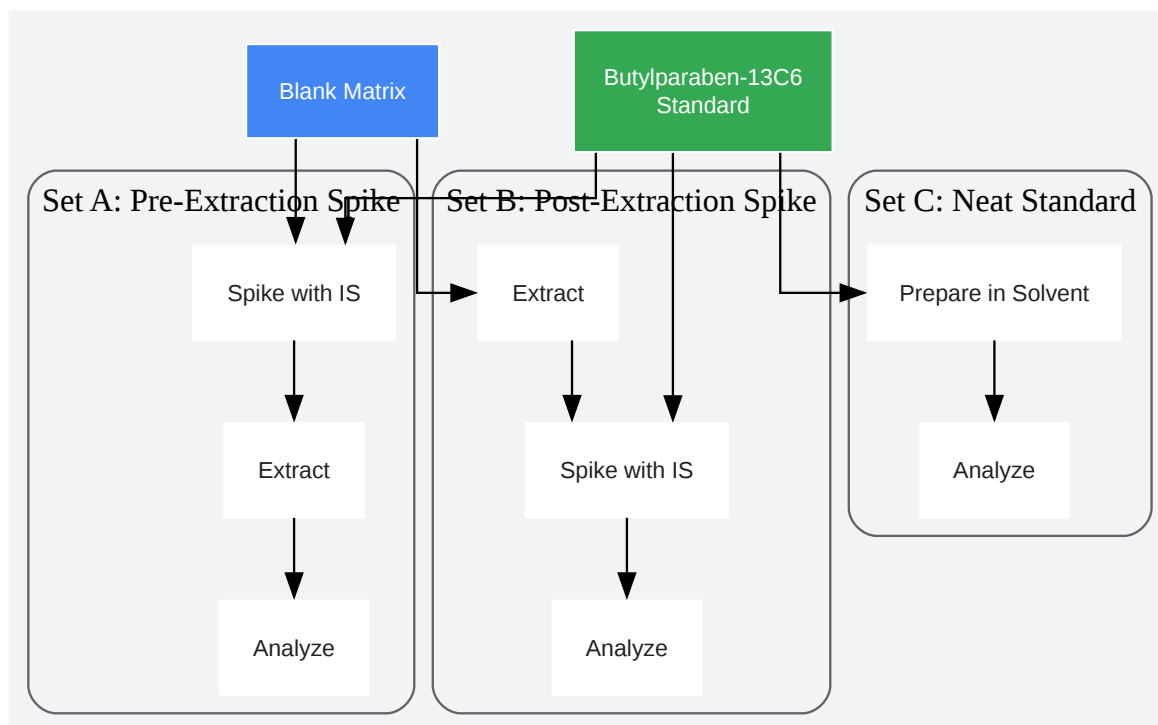 Blank Matrix
Butylparaben-13C6
Standard
Set A: Pre-Extraction Spike
Set B: Post-Extraction Spike
Set C: Neat Standard
Spike with IS
Extract
Prepare in Solvent
Extract
Spike with IS
Analyze
Analyze
Analyze